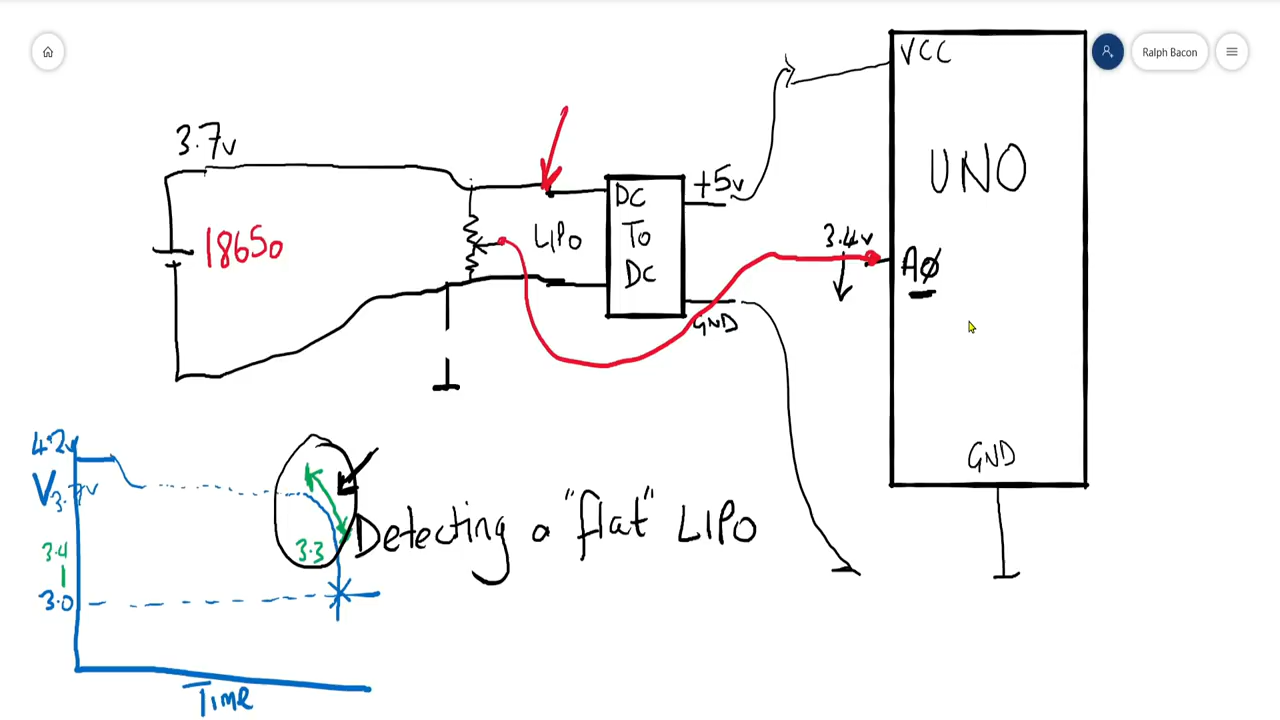 Ralph Bacon
VCC
3.7v
UNO
+5v
DC
To
DC
LIPo
18650
3.4v
AØ
GND
GND
4.2v
V
3.7v
3.4
3.3
3.0
Detecting a "flat" LIPO
Time